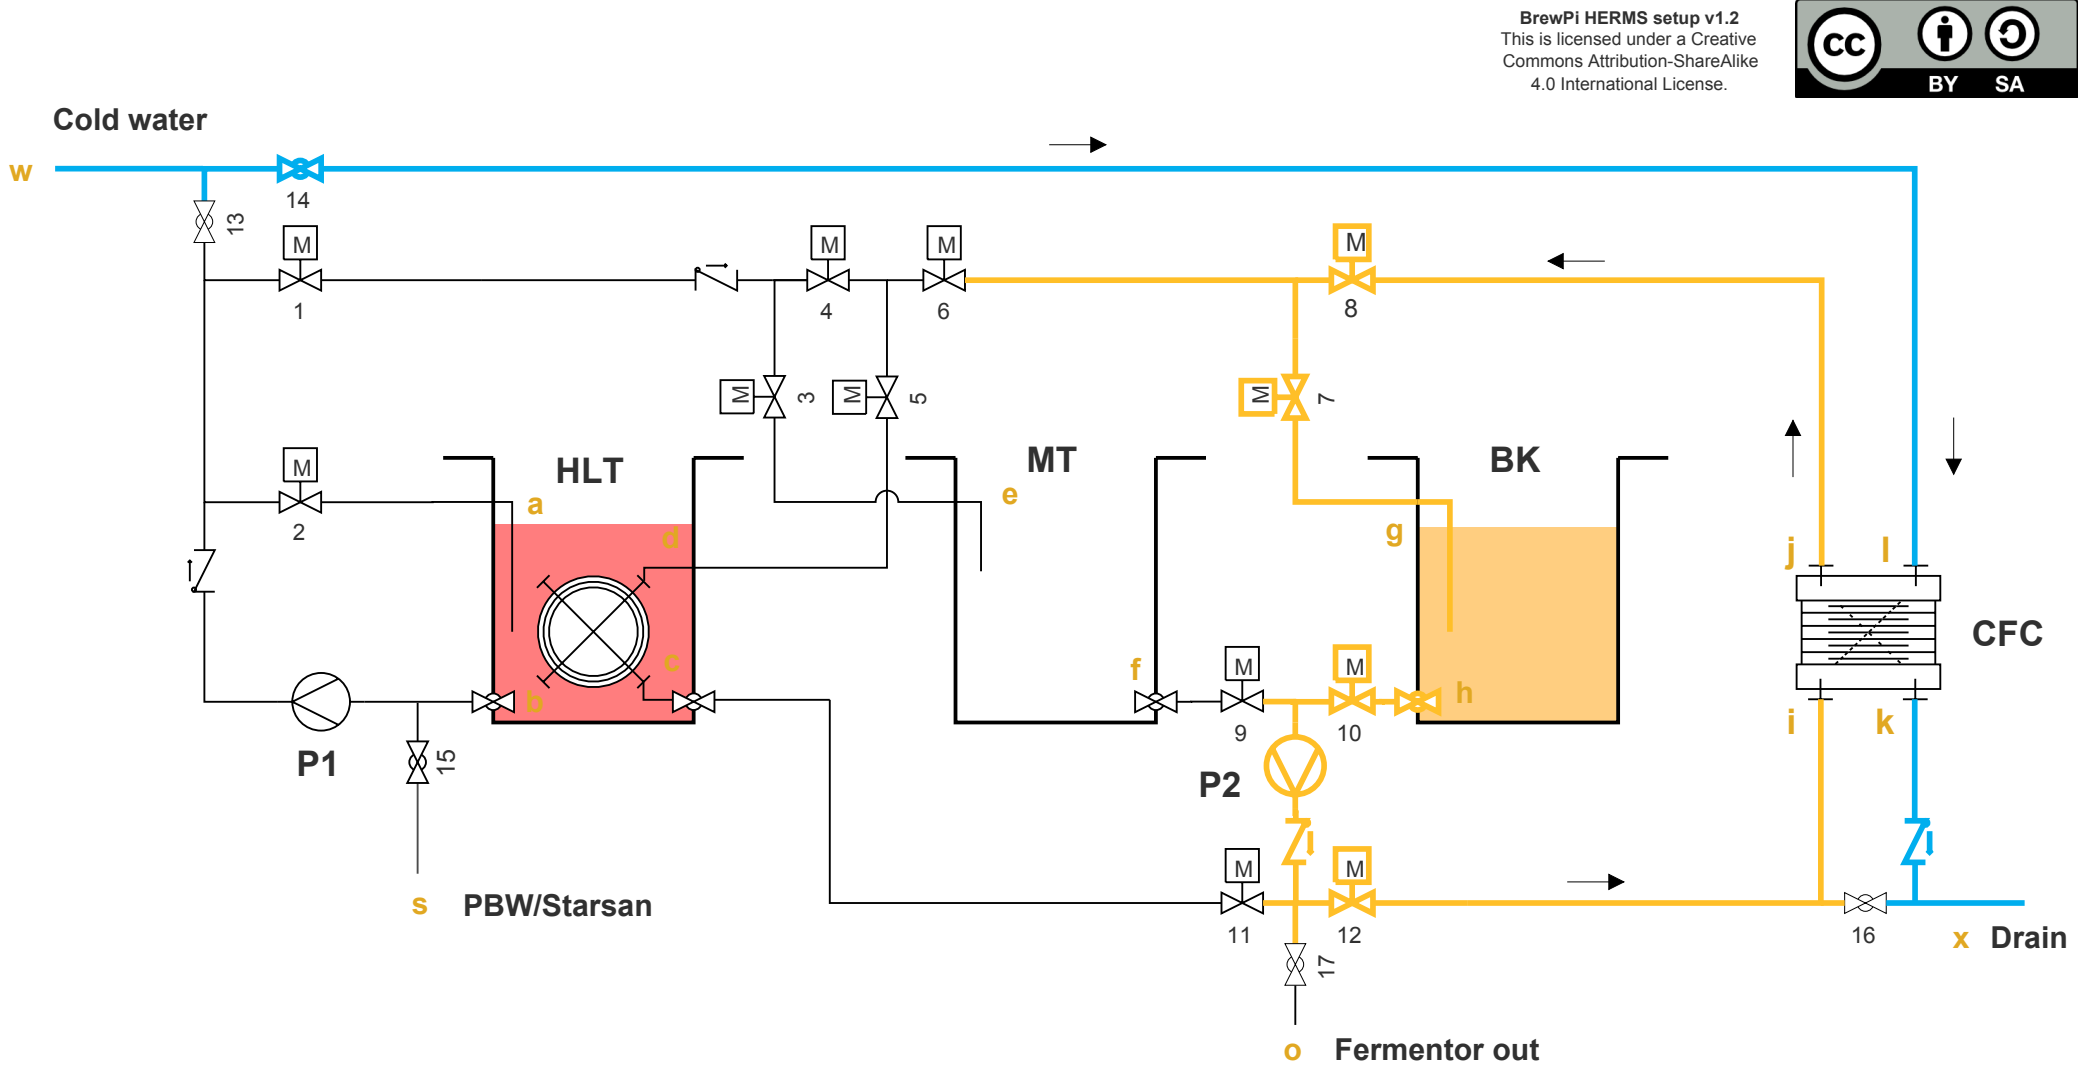 BrewPi HERMS setup v1.2
This is licensed under a Creative
Commons Attribution-ShareAlike
4.0 International License.
CC
BY SA
Cold water
w
14
13
M
M
M
M
1
4
6
8
M
M
M
3
5
7
M
2
HLT
MT
BK
a
e
d
g
j
l
CFC
c
f
M
M
b
h
i
k
9
10
P1
15
P2
M
M
s
PBW/Starsan
11
12
16
x
Drain
17
o
Fermentor out